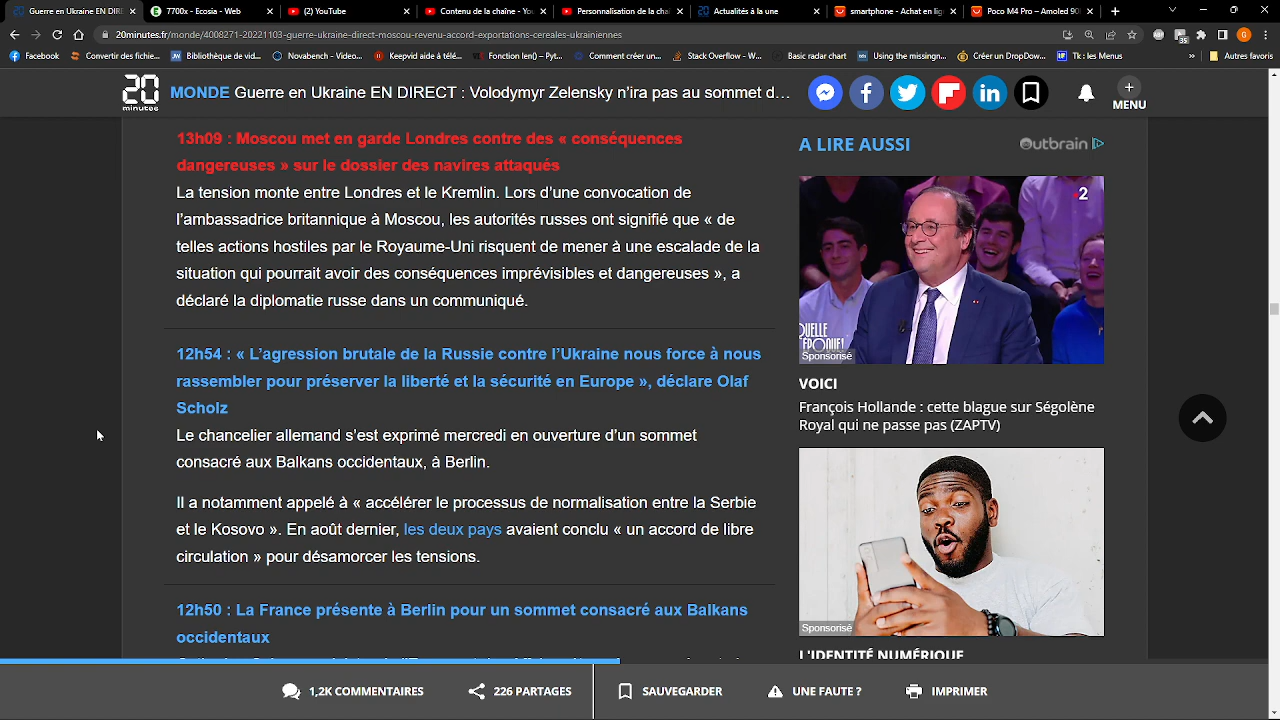 Guerre en Ukraine EN DIRE
7700x - Ecosia - Web
(2) YouTube
Contenu de la chaîne - You
Personnalisation de la cha
Actualités à la une
smartphone - Achat en lig
Poco M4 Pro – Amoled 90
20minutes.fr/monde/4008271-20221103-guerre-ukraine-direct-moscou-revenu-accord-exportations-cereales-ukrainiennes
Facebook
Convertir des fichie...
Bibliothèque de vid...
Novabench - Video...
Keepvid aide à télé...
Fonction len() – Pyt...
Comment créer un...
Stack Overflow - W...
Basic radar chart
Using the missingn...
Créer un DropDow...
Tk : les Menus
»
Autres favoris
20 minutes
MONDE Guerre en Ukraine EN DIRECT : Volodymyr Zelensky n'ira pas au sommet d…
MENU
13h09 : Moscou met en garde Londres contre des « conséquences
dangereuses » sur le dossier des navires attaqués
La tension monte entre Londres et le Kremlin. Lors d'une convocation de
l'ambassadrice britannique à Moscou, les autorités russes ont signifié que « de
telles actions hostiles par le Royaume-Uni risquent de mener à une escalade de la
situation qui pourrait avoir des conséquences imprévisibles et dangereuses », a
déclaré la diplomatie russe dans un communiqué.
12h54 : « L'agression brutale de la Russie contre l'Ukraine nous force à nous
rassembler pour préserver la liberté et la sécurité en Europe », déclare Olaf
Scholz
Le chancelier allemand s'est exprimé mercredi en ouverture d'un sommet
consacré aux Balkans occidentaux, à Berlin.
Il a notamment appelé à « accélérer le processus de normalisation entre la Serbie
et le Kosovo ». En août dernier, les deux pays avaient conclu « un accord de libre
circulation » pour désamorcer les tensions.
12h50 : La France présente à Berlin pour un sommet consacré aux Balkans
occidentaux
A LIRE AUSSI
Outbrain
2
QUELLE
ÉPOQUE!
Sponsorisé
VOICI
François Hollande : cette blague sur Ségolène
Royal qui ne passe pas (ZAPTV)
Sponsorisé
L'IDENTITÉ NUMÉRIQUE
1,2K COMMENTAIRES
226 PARTAGES
SAUVEGARDER
UNE FAUTE ?
IMPRIMER